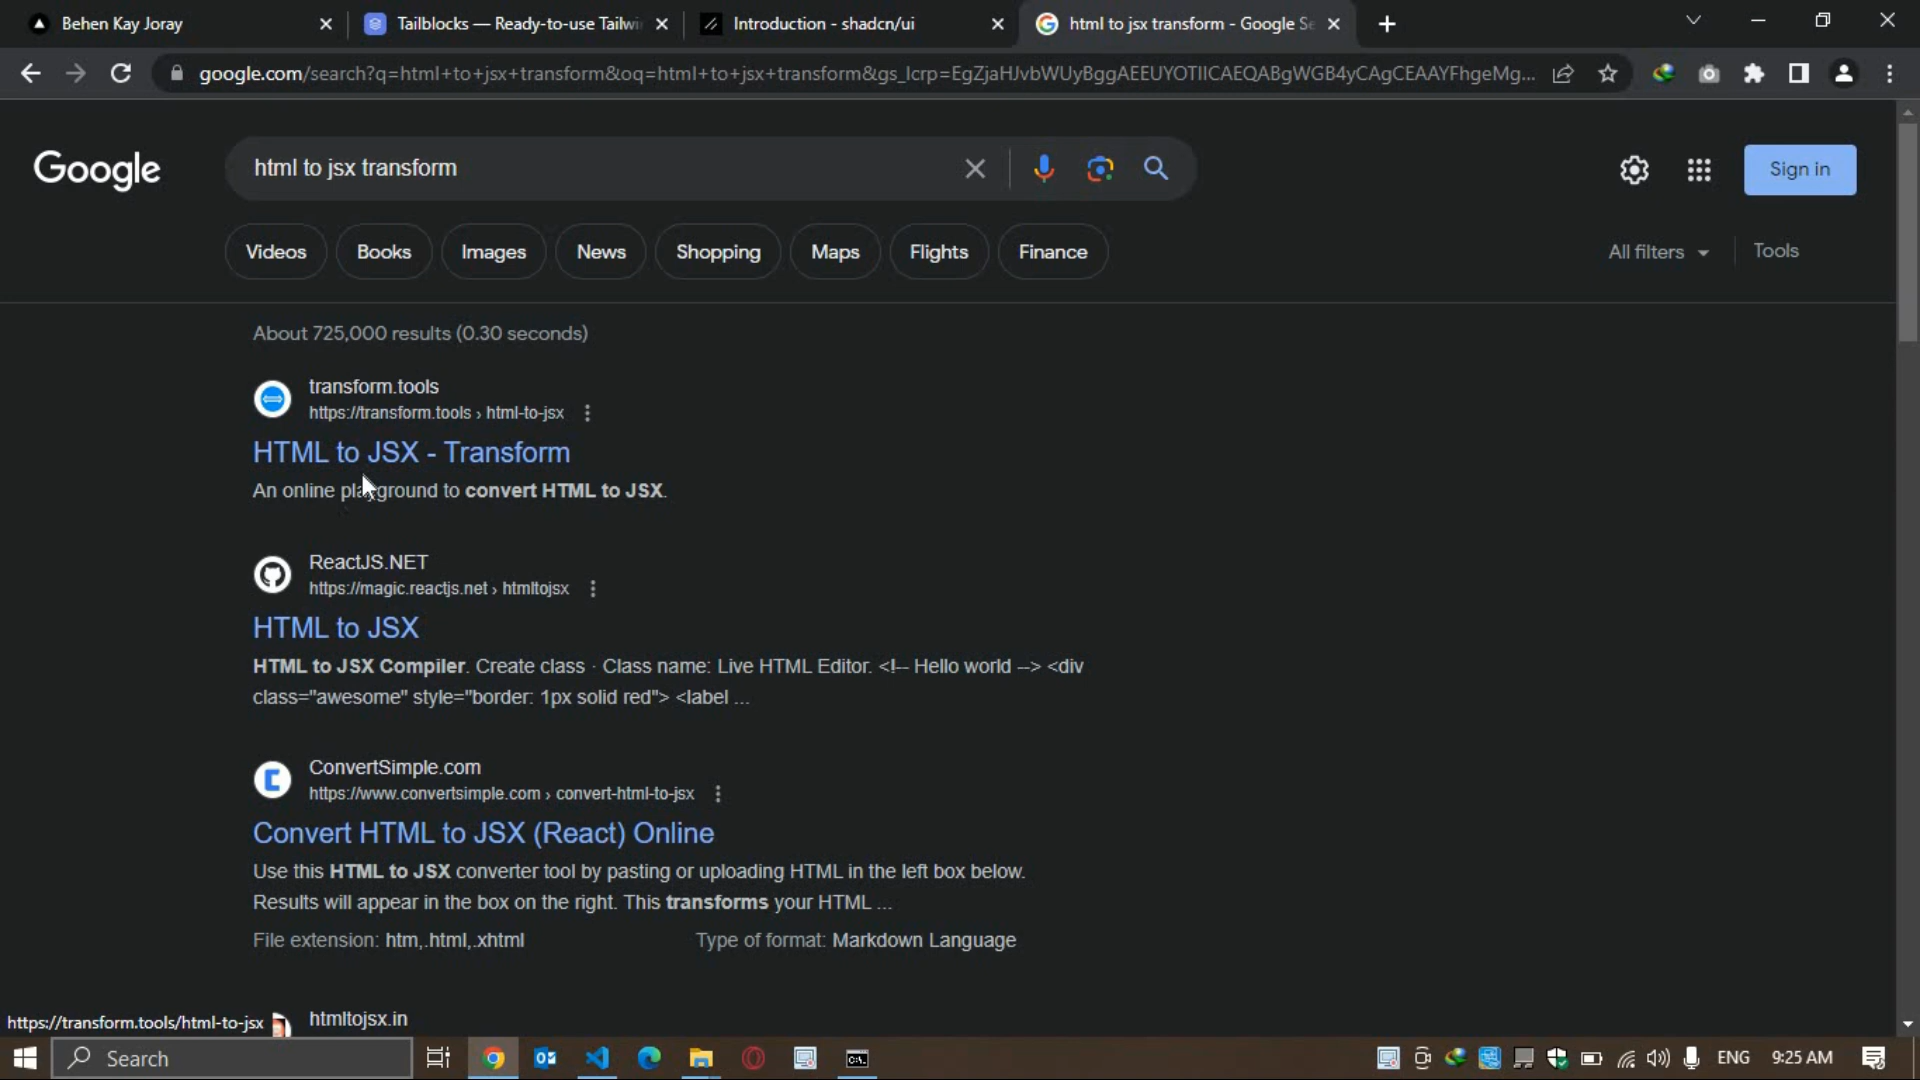 Behen Kay Joray
Tailblocks — Ready-to-use Tailwi
Introduction - shadcn/ui
html to jsx transform - Google Se
google.com/search?q=html+to+jsx+transform&oq=html+to+jsx+transform&gs_lcrp=EgZjaHJvbWUyBggAEEUYOTIICAEQABgWGB4yCAgCEAAYFhgeMg...
Google
html to jsx transform
Sign in
Videos
Books
Images
News
Shopping
Maps
Flights
Finance
All filters
Tools
About 725,000 results (0.30 seconds)
transform.tools
https://transform.tools › html-to-jsx
HTML to JSX - Transform
An online playground to convert HTML to JSX.
ReactJS.NET
https://magic.reactjs.net › htmltojsx
HTML to JSX
HTML to JSX Compiler. Create class · Class name: Live HTML Editor. <!-- Hello world --> <div
class="awesome" style="border: 1px solid red"> <label ...
ConvertSimple.com
https://www.convertsimple.com › convert-html-to-jsx
Convert HTML to JSX (React) Online
Use this HTML to JSX converter tool by pasting or uploading HTML in the left box below.
Results will appear in the box on the right. This transforms your HTML ...
File extension: htm,.html,.xhtml
Type of format: Markdown Language
htmltojsx.in
https://transform.tools/html-to-jsx
Search
ENG
9:25 AM